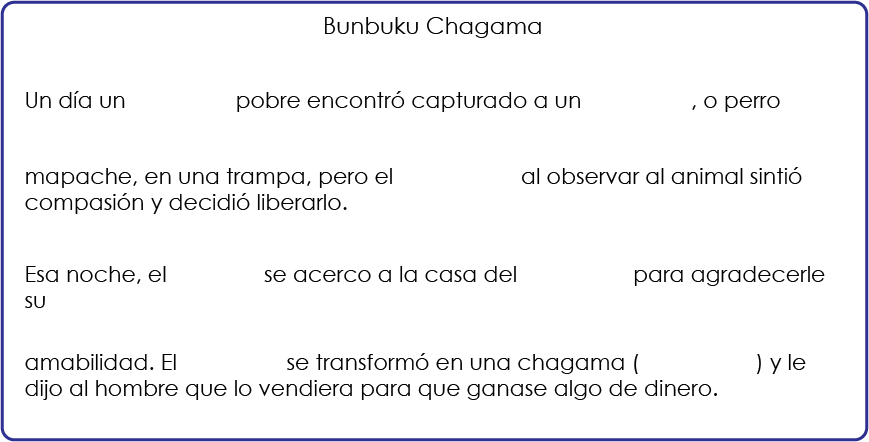 Bunbuku Chagama
Un día un pobre encontró capturado a un , o perro
mapache, en una trampa, pero el al observar al animal sintió
compasión y decidió liberarlo.
Esa noche, el se acerco a la casa del para agradecerle
su
amabilidad. El se transformó en una chagama ( ) y le
dijo al hombre que lo vendiera para que ganase algo de dinero.